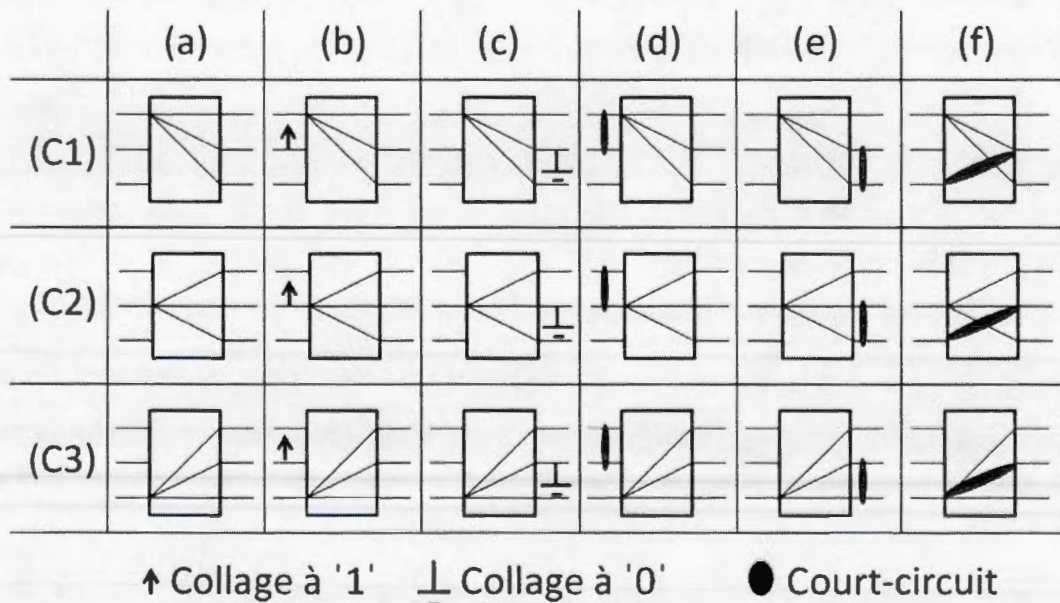 (a) (b) (c) (d) (e) (f)
(C1)
(C2)
(C3)
Collage à '1' Collage à '0' Court-circuit